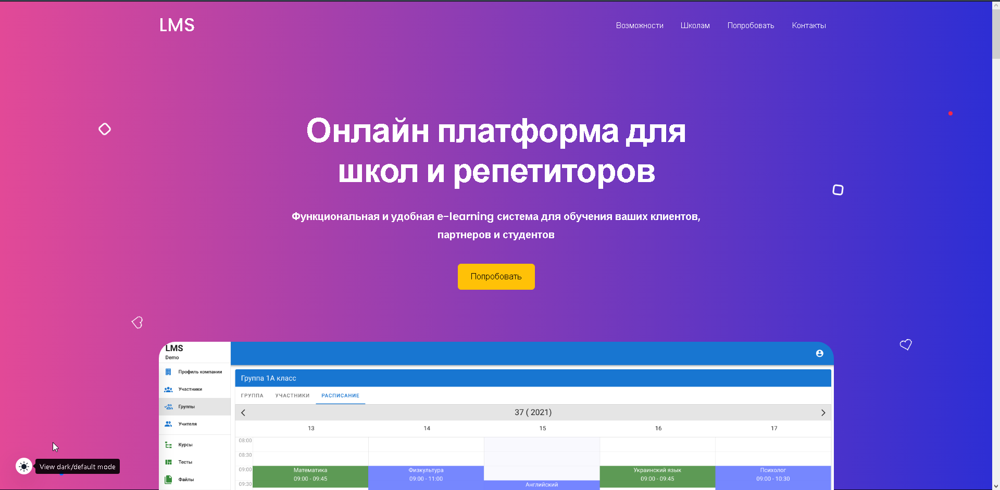 LMS
Возможности Школам Попробовать Контакты
Онлайн платформа для
школ и репетиторов
Функциональная и удобная e-learning система для обучения ваших клиентов,
партнеров и студентов
Попробовать
LMS
Demo
Профиль компании
Участники
Группы
Учителя
Курсы
Тесты
Файлы
Группа 1А класс
ГРУППА УЧАСТНИКИ РАСПИСАНИЕ
37 ( 2021)
13 14 15 16 17
08:00
08:30
09:00
09:30
Математика
09:00 - 09:45
Физкультура
09:00 - 11:00
Английский
Украинский язык
09:00 - 09:45
Психолог
09:00 - 10:30
View dark/default mode